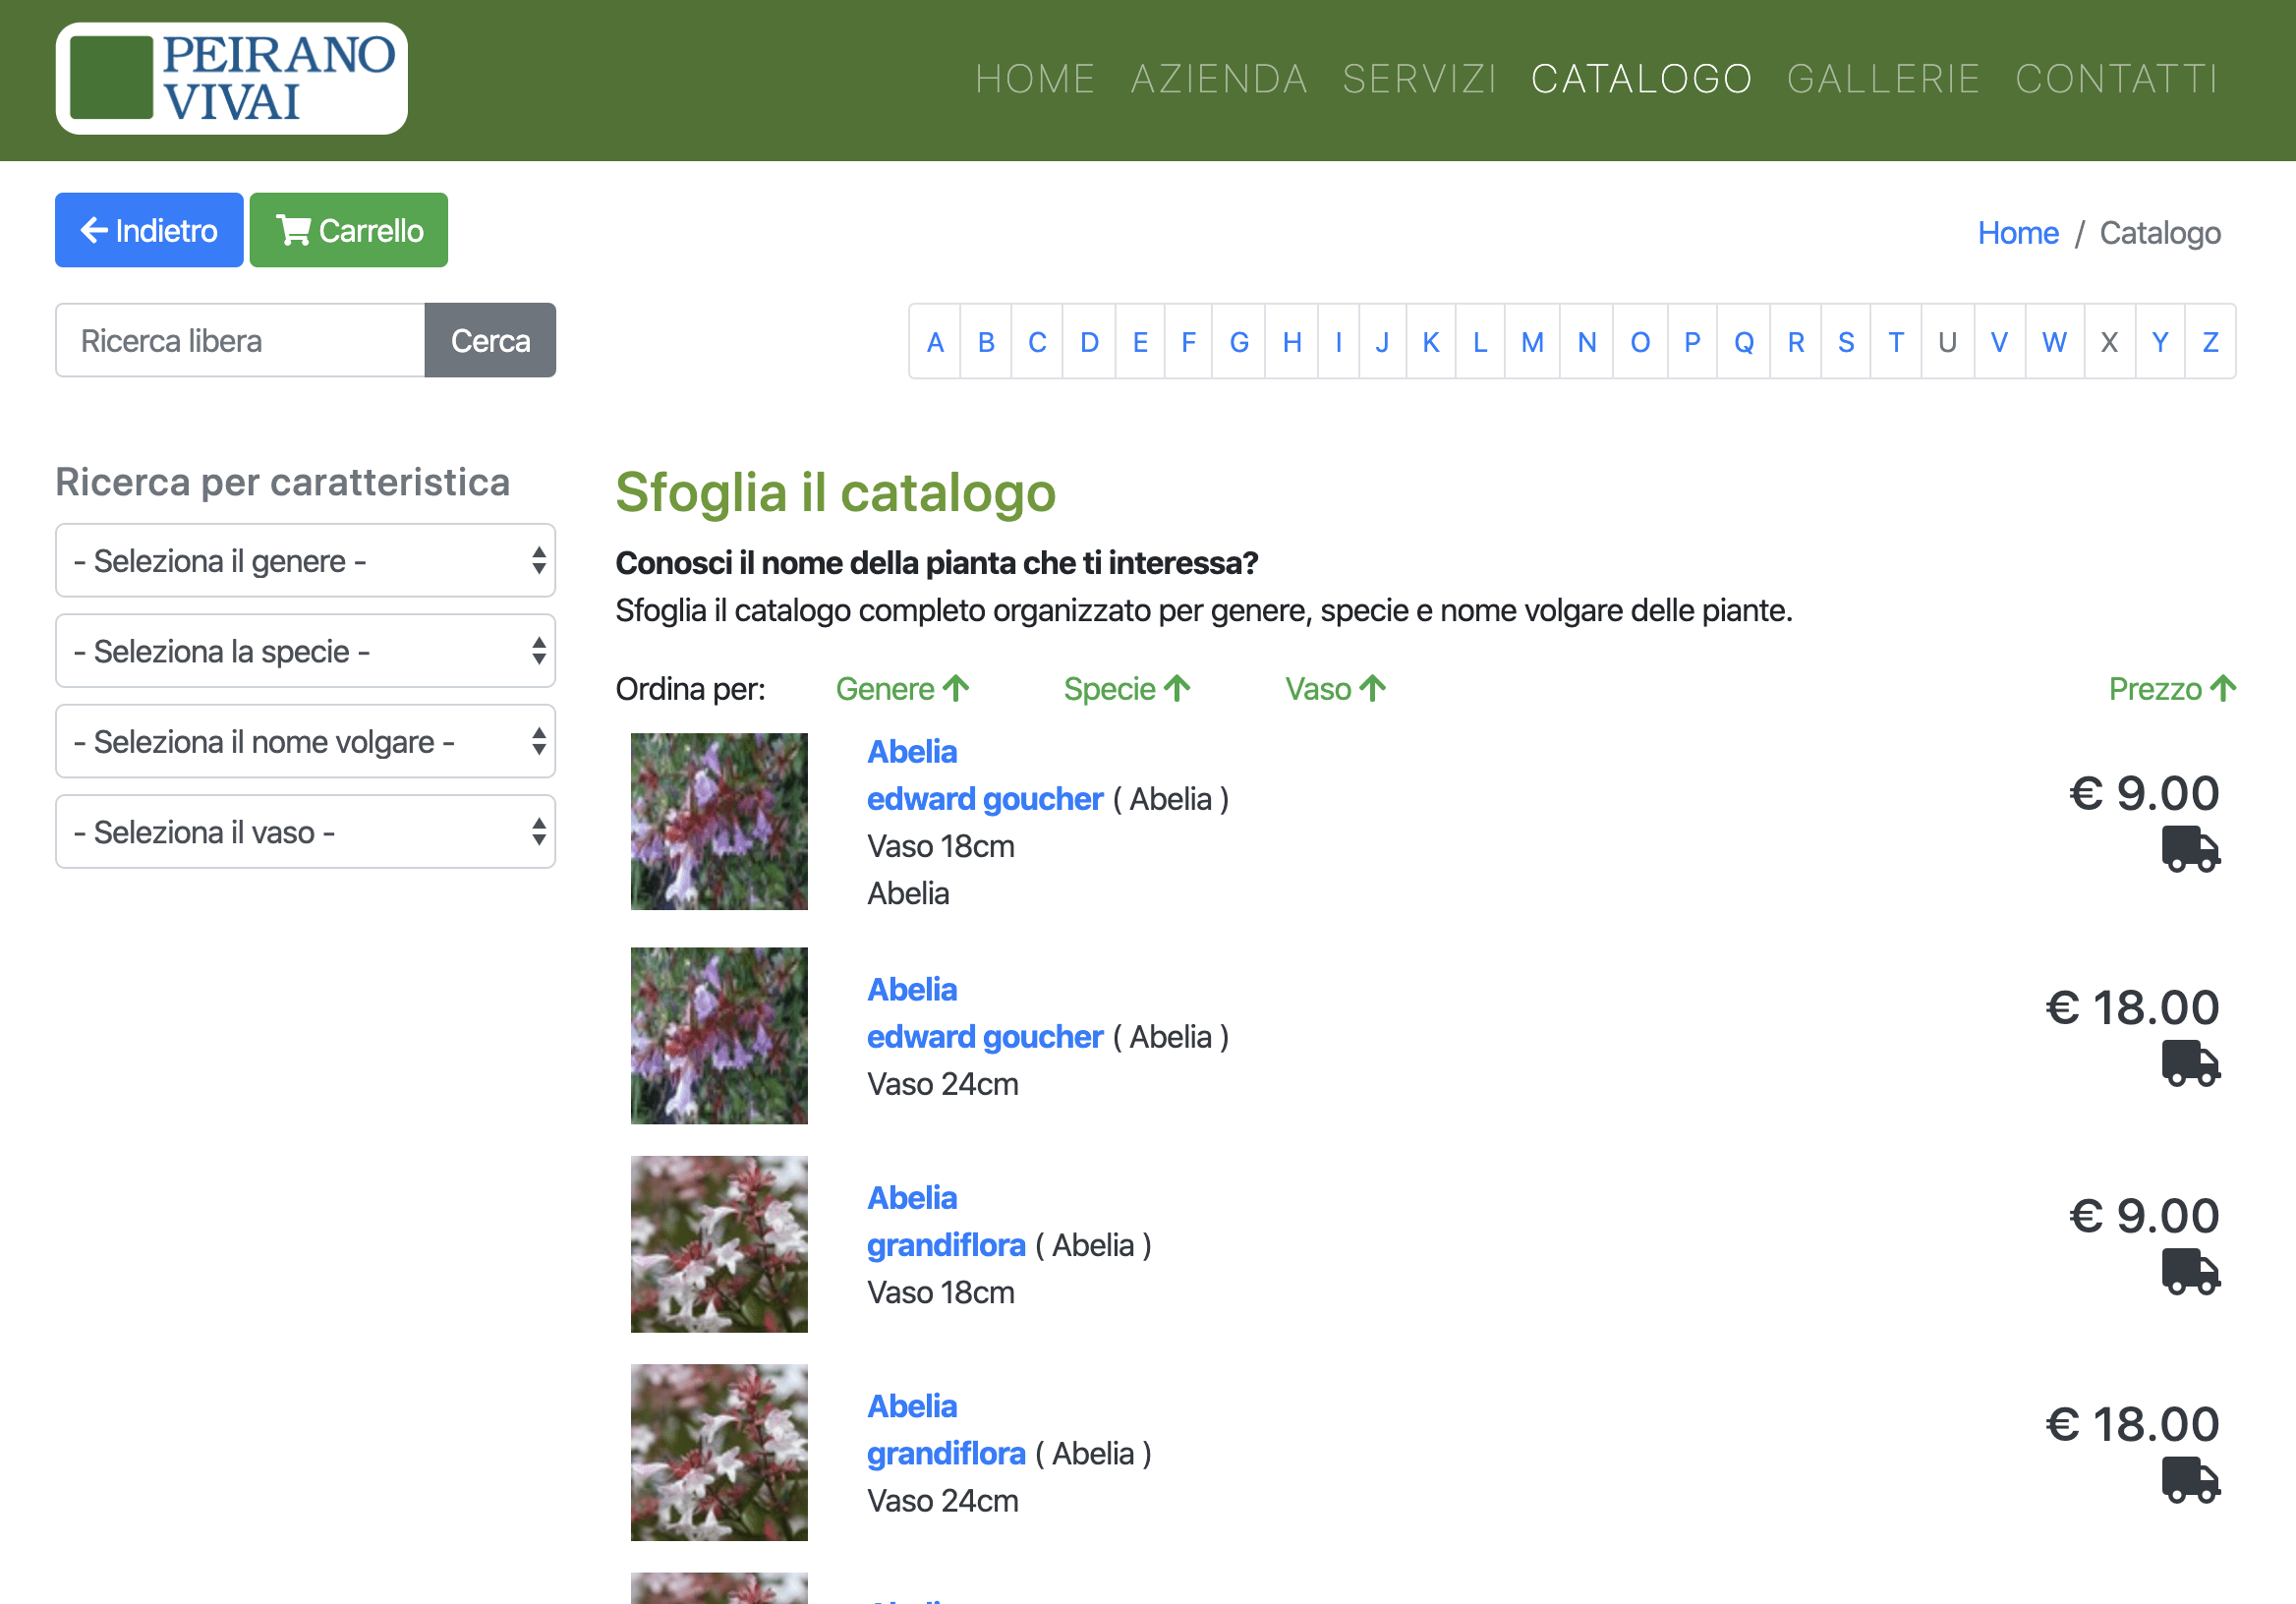 PEIRANO
VIVAI
HOME AZIENDA SERVIZI CATALOGO GALLERIE CONTATTI
Indietro Carrello
Home / Catalogo
Ricerca libera Cerca
A B C D E F G H I J K L M N O P Q R S T U V W X Y Z
Ricerca per caratteristica
- Seleziona il genere -
- Seleziona la specie -
- Seleziona il nome volgare -
- Seleziona il vaso -
Sfoglia il catalogo
Conosci il nome della pianta che ti interessa?
Sfoglia il catalogo completo organizzato per genere, specie e nome volgare delle piante.
Ordina per: Genere Specie Vaso Prezzo
Abelia
edward goucher ( Abelia )
Vaso 18cm
Abelia
€ 9.00
Abelia
edward goucher ( Abelia )
Vaso 24cm
€ 18.00
Abelia
grandiflora ( Abelia )
Vaso 18cm
€ 9.00
Abelia
grandiflora ( Abelia )
Vaso 24cm
€ 18.00